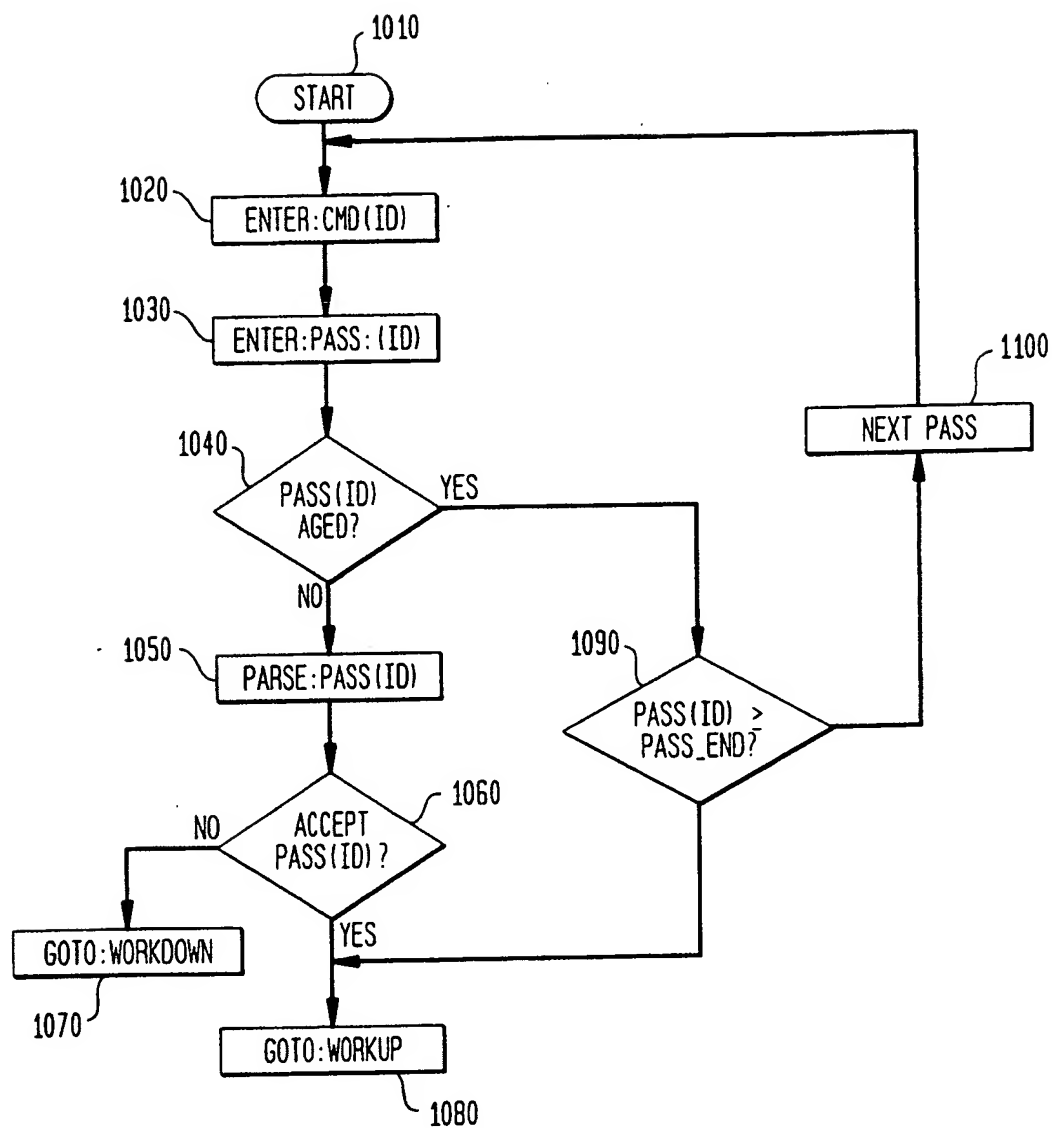 1010
START
1020
ENTER:CMD(ID)
1030
ENTER:PASS:(ID)
1100
NEXT PASS
1040
PASS(ID)
AGED?
YES
NO
1050
PARSE:PASS(ID)
1090
PASS(ID) ≥
PASS_END?
1060
ACCEPT
PASS(ID)?
NO
YES
GOTO:WORKDOWN
1070
GOTO:WORKUP
1080